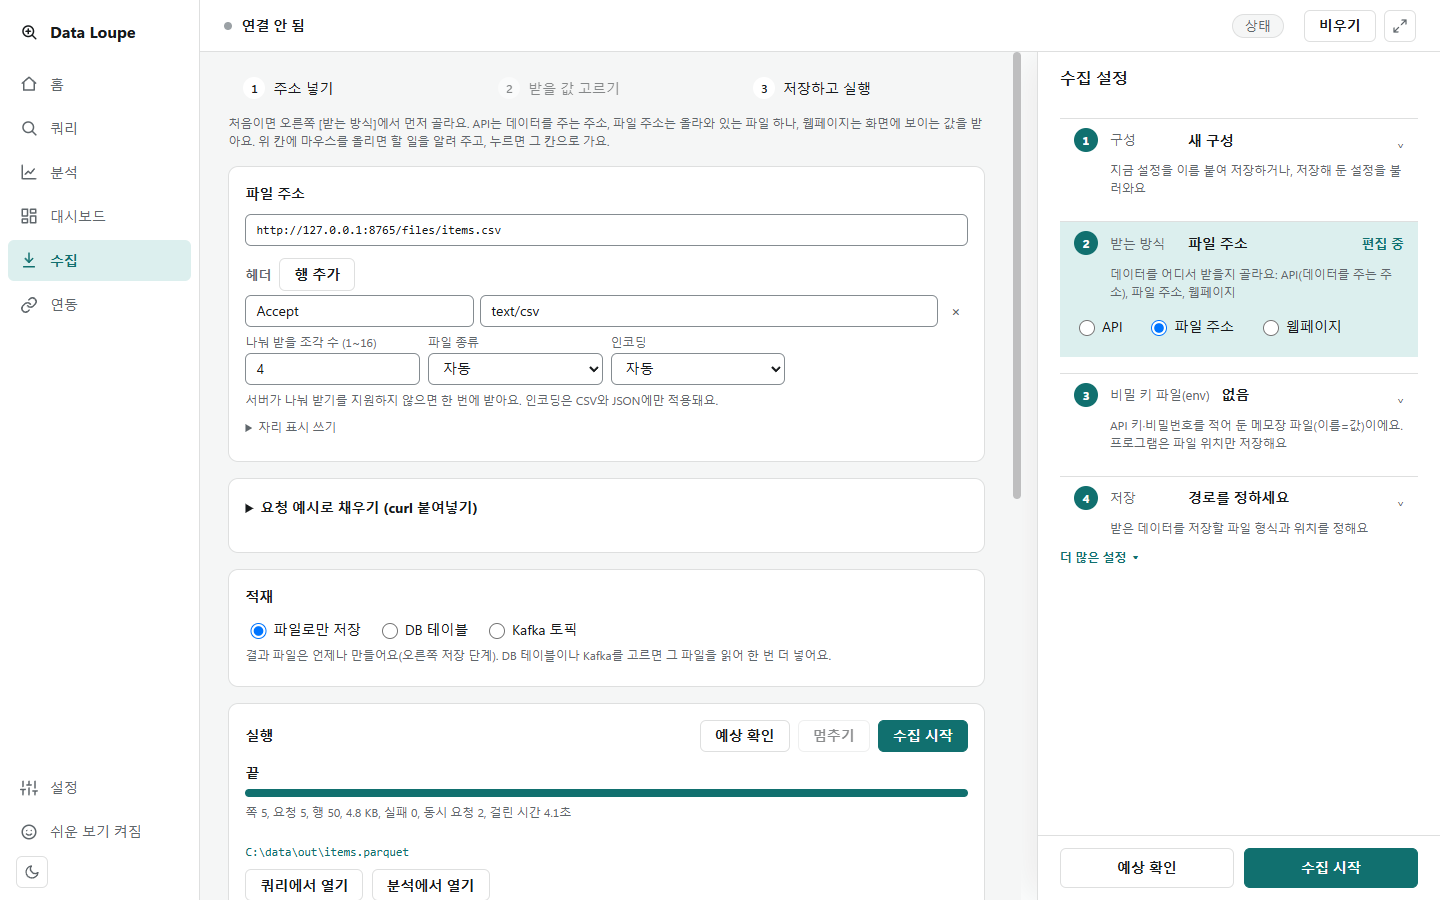 Data Loupe
홈
쿼리
분석
대시보드
수집
연동
설정
쉬운 보기 켜짐
연결 안 됨
상태
비우기
1 주소 넣기
2 받을 값 고르기
3 저장하고 실행
처음이면 오른쪽 [받는 방식]에서 먼저 골라요. API는 데이터를 주는 주소, 파일 주소는 올라와 있는 파일 하나, 웹페이지는 화면에 보이는 값을 받
아요. 위 칸에 마우스를 올리면 할 일을 알려 주고, 누르면 그 칸으로 가요.
파일 주소
http://127.0.0.1:8765/files/items.csv
헤더 행 추가
Accept text/csv ×
나눠 받을 조각 수 (1~16) 파일 종류 인코딩
4 자동 자동
서버가 나눠 받기를 지원하지 않으면 한 번에 받아요. 인코딩은 CSV와 JSON에만 적용돼요.
▶ 자리 표시 쓰기
▶ 요청 예시로 채우기 (curl 붙여넣기)
적재
파일로만 저장 DB 테이블 Kafka 토픽
결과 파일은 언제나 만들어요(오른쪽 저장 단계). DB 테이블이나 Kafka를 고르면 그 파일을 읽어 한 번 더 넣어요.
실행 예상 확인 멈추기 수집 시작
끝
쪽 5, 요청 5, 행 50, 4.8 KB, 실패 0, 동시 요청 2, 걸린 시간 4.1초
C:\data\out\items.parquet
쿼리에서 열기 분석에서 열기
수집 설정
1 구성 새 구성
지금 설정을 이름 붙여 저장하거나, 저장해 둔 설정을 불
러와요
2 받는 방식 파일 주소 편집 중
데이터를 어디서 받을지 골라요: API(데이터를 주는 주
소), 파일 주소, 웹페이지
API 파일 주소 웹페이지
3 비밀 키 파일(env) 없음
API 키·비밀번호를 적어 둔 메모장 파일(이름=값)이에요.
프로그램은 파일 위치만 저장해요
4 저장 경로를 정하세요
받은 데이터를 저장할 파일 형식과 위치를 정해요
더 많은 설정 ▾
예상 확인 수집 시작